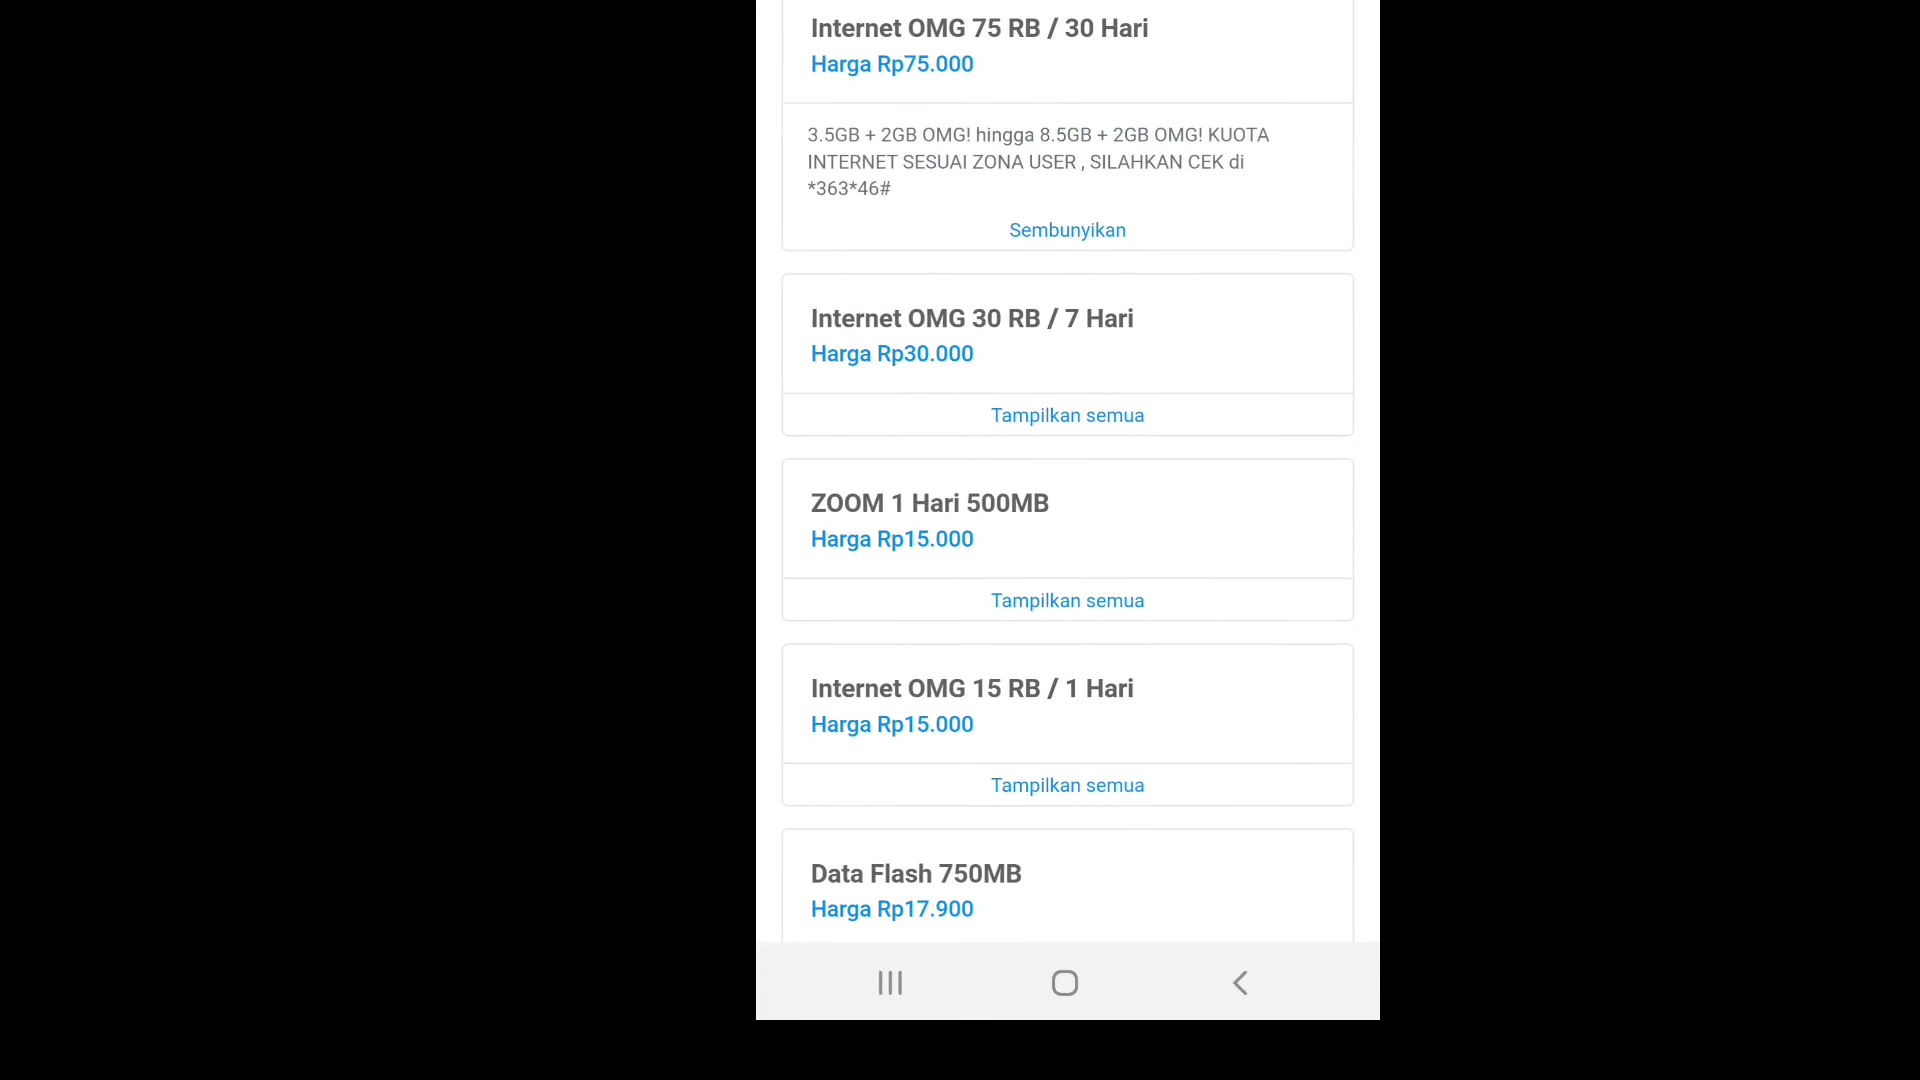 Internet OMG 75 RB / 30 Hari
Harga Rp75.000
3.5GB + 2GB OMG! hingga 8.5GB + 2GB OMG! KUOTA
INTERNET SESUAI ZONA USER , SILAHKAN CEK di
*363*46#
Sembunyikan
Internet OMG 30 RB / 7 Hari
Harga Rp30.000
Tampilkan semua
ZOOM 1 Hari 500MB
Harga Rp15.000
Tampilkan semua
Internet OMG 15 RB / 1 Hari
Harga Rp15.000
Tampilkan semua
Data Flash 750MB
Harga Rp17.900